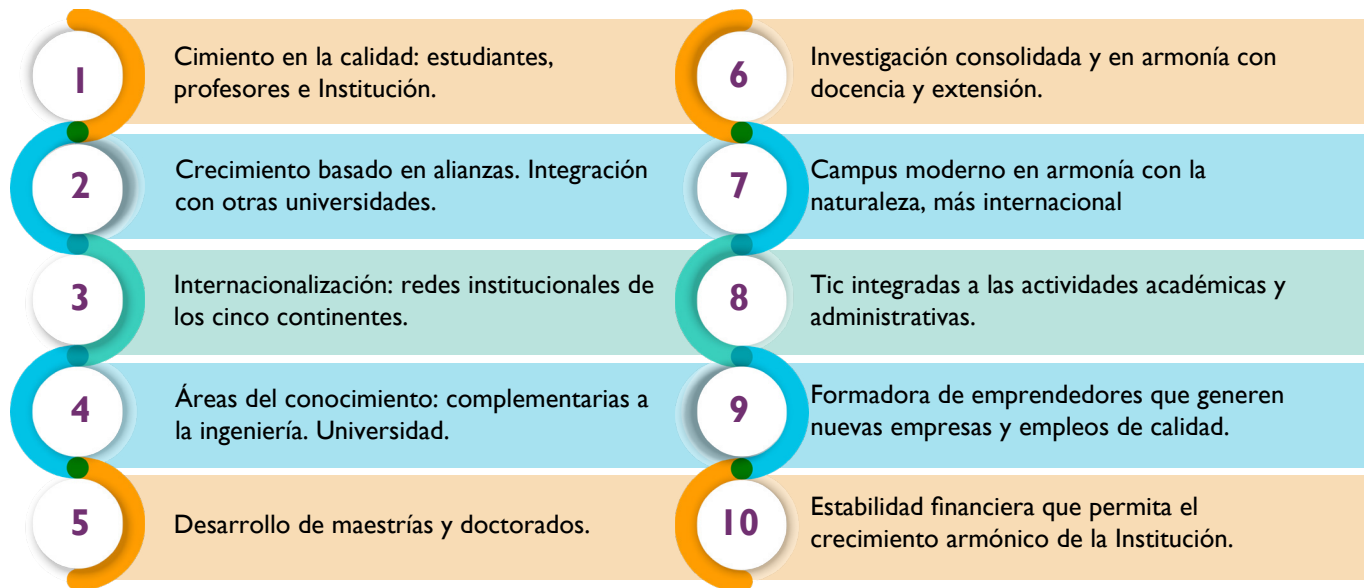 1
Cimiento en la calidad: estudiantes,
profesores e Institución.
2
Crecimiento basado en alianzas. Integración
con otras universidades.
3
Internacionalización: redes institucionales de
los cinco continentes.
4
Áreas del conocimiento: complementarias a
la ingeniería. Universidad.
5
Desarrollo de maestrías y doctorados.
6
Investigación consolidada y en armonía con
docencia y extensión.
7
Campus moderno en armonía con la
naturaleza, más internacional
8
Tic integradas a las actividades académicas y
administrativas.
9
Formadora de emprendedores que generen
nuevas empresas y empleos de calidad.
10
Estabilidad financiera que permita el
crecimiento armónico de la Institución.